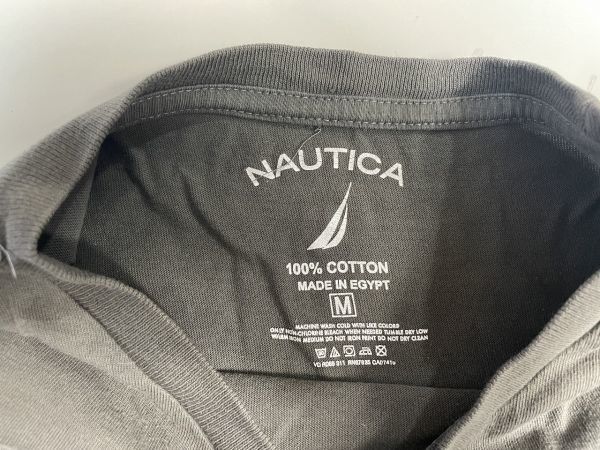 NAUTICA
100% COTTON
MADE IN EGYPT
M
MACHINE WASH COLD WITH LIKE COLORS
ONLY NON-CHLORINE BLEACH WHEN NEEDED TUMBLE DRY LOW
WARM IRON MEDIUM DO NOT IRON PRINT DO NOT DRY CLEAN